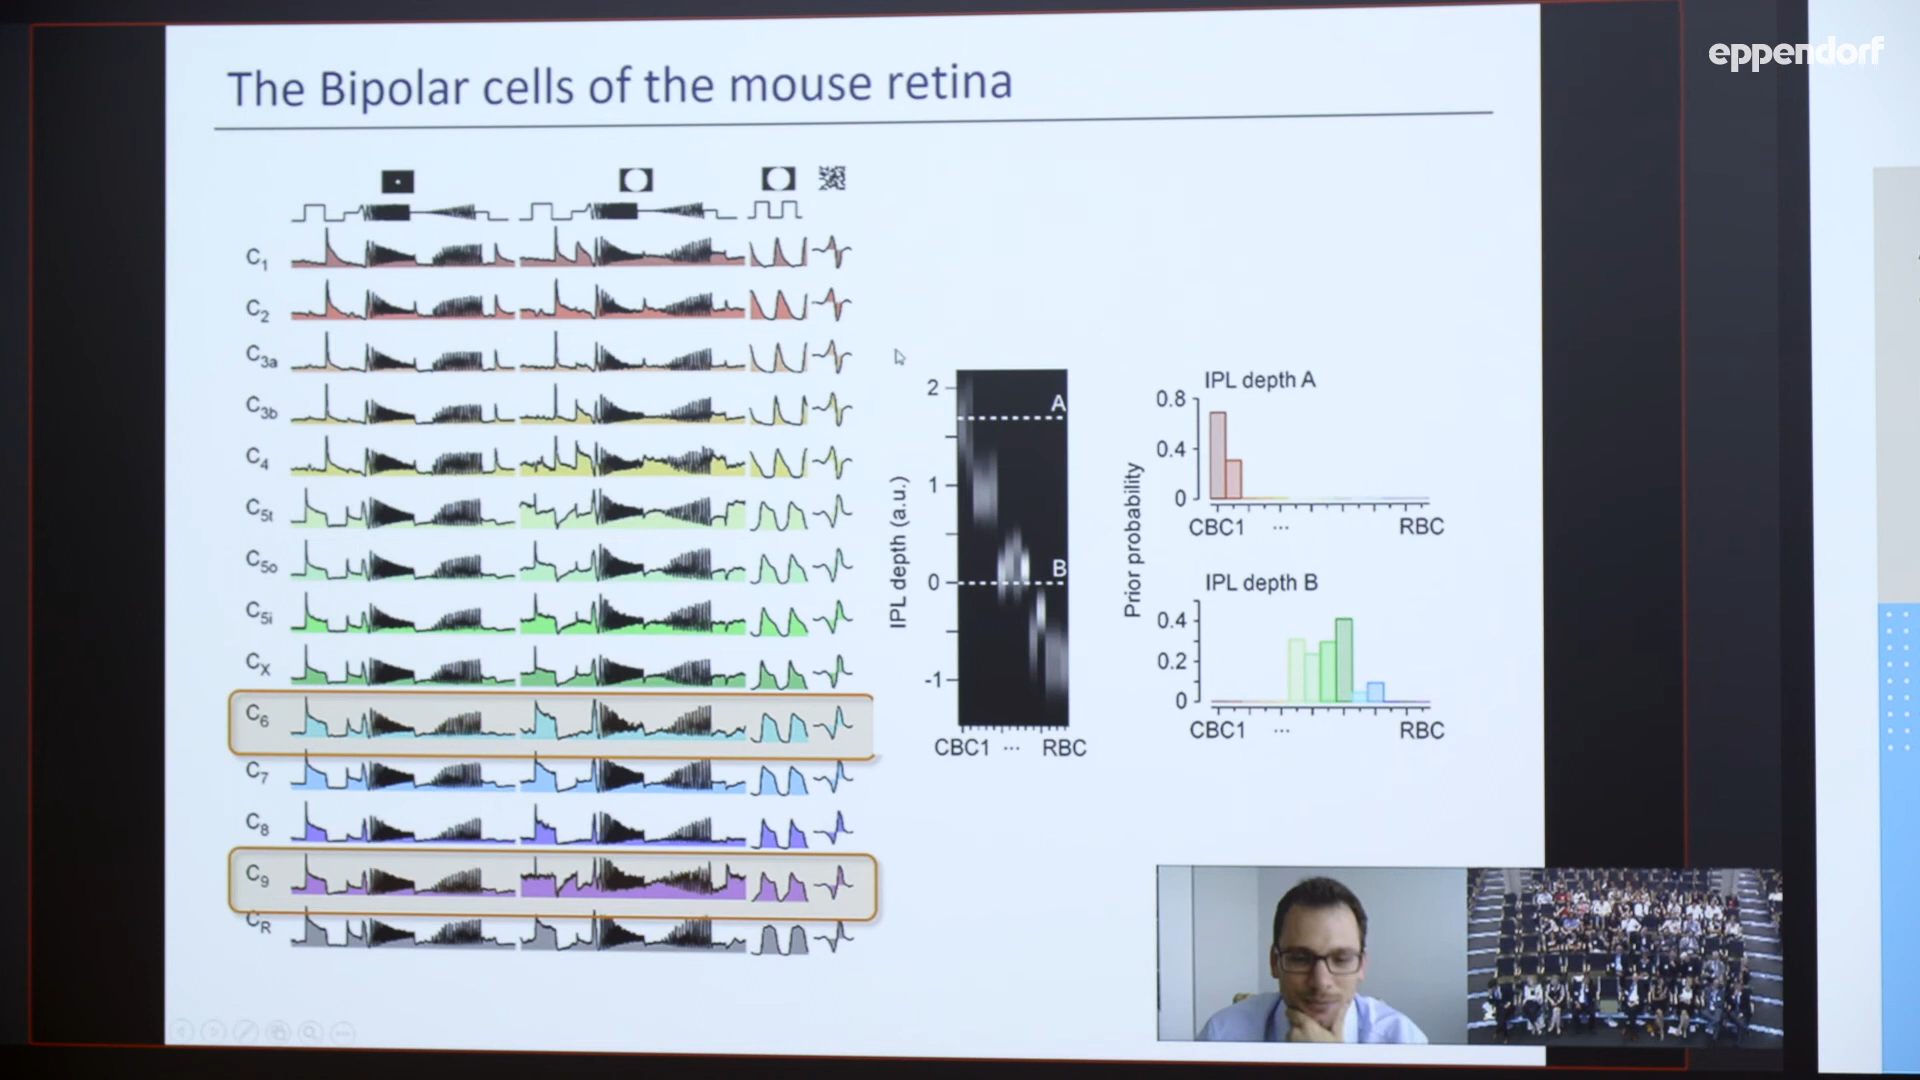 eppendorf
The Bipolar cells of the mouse retina
C1
C2
C3a
C3b
C4
C5t
C5o
C5i
CX
C6
C7
C8
C9
CR
IPL depth (a.u.)
2
1
0
-1
A
B
CBC1 ... RBC
Prior probability
IPL depth A
0.8
0.4
0
CBC1 ... RBC
IPL depth B
0.4
0.2
0
CBC1 ... RBC